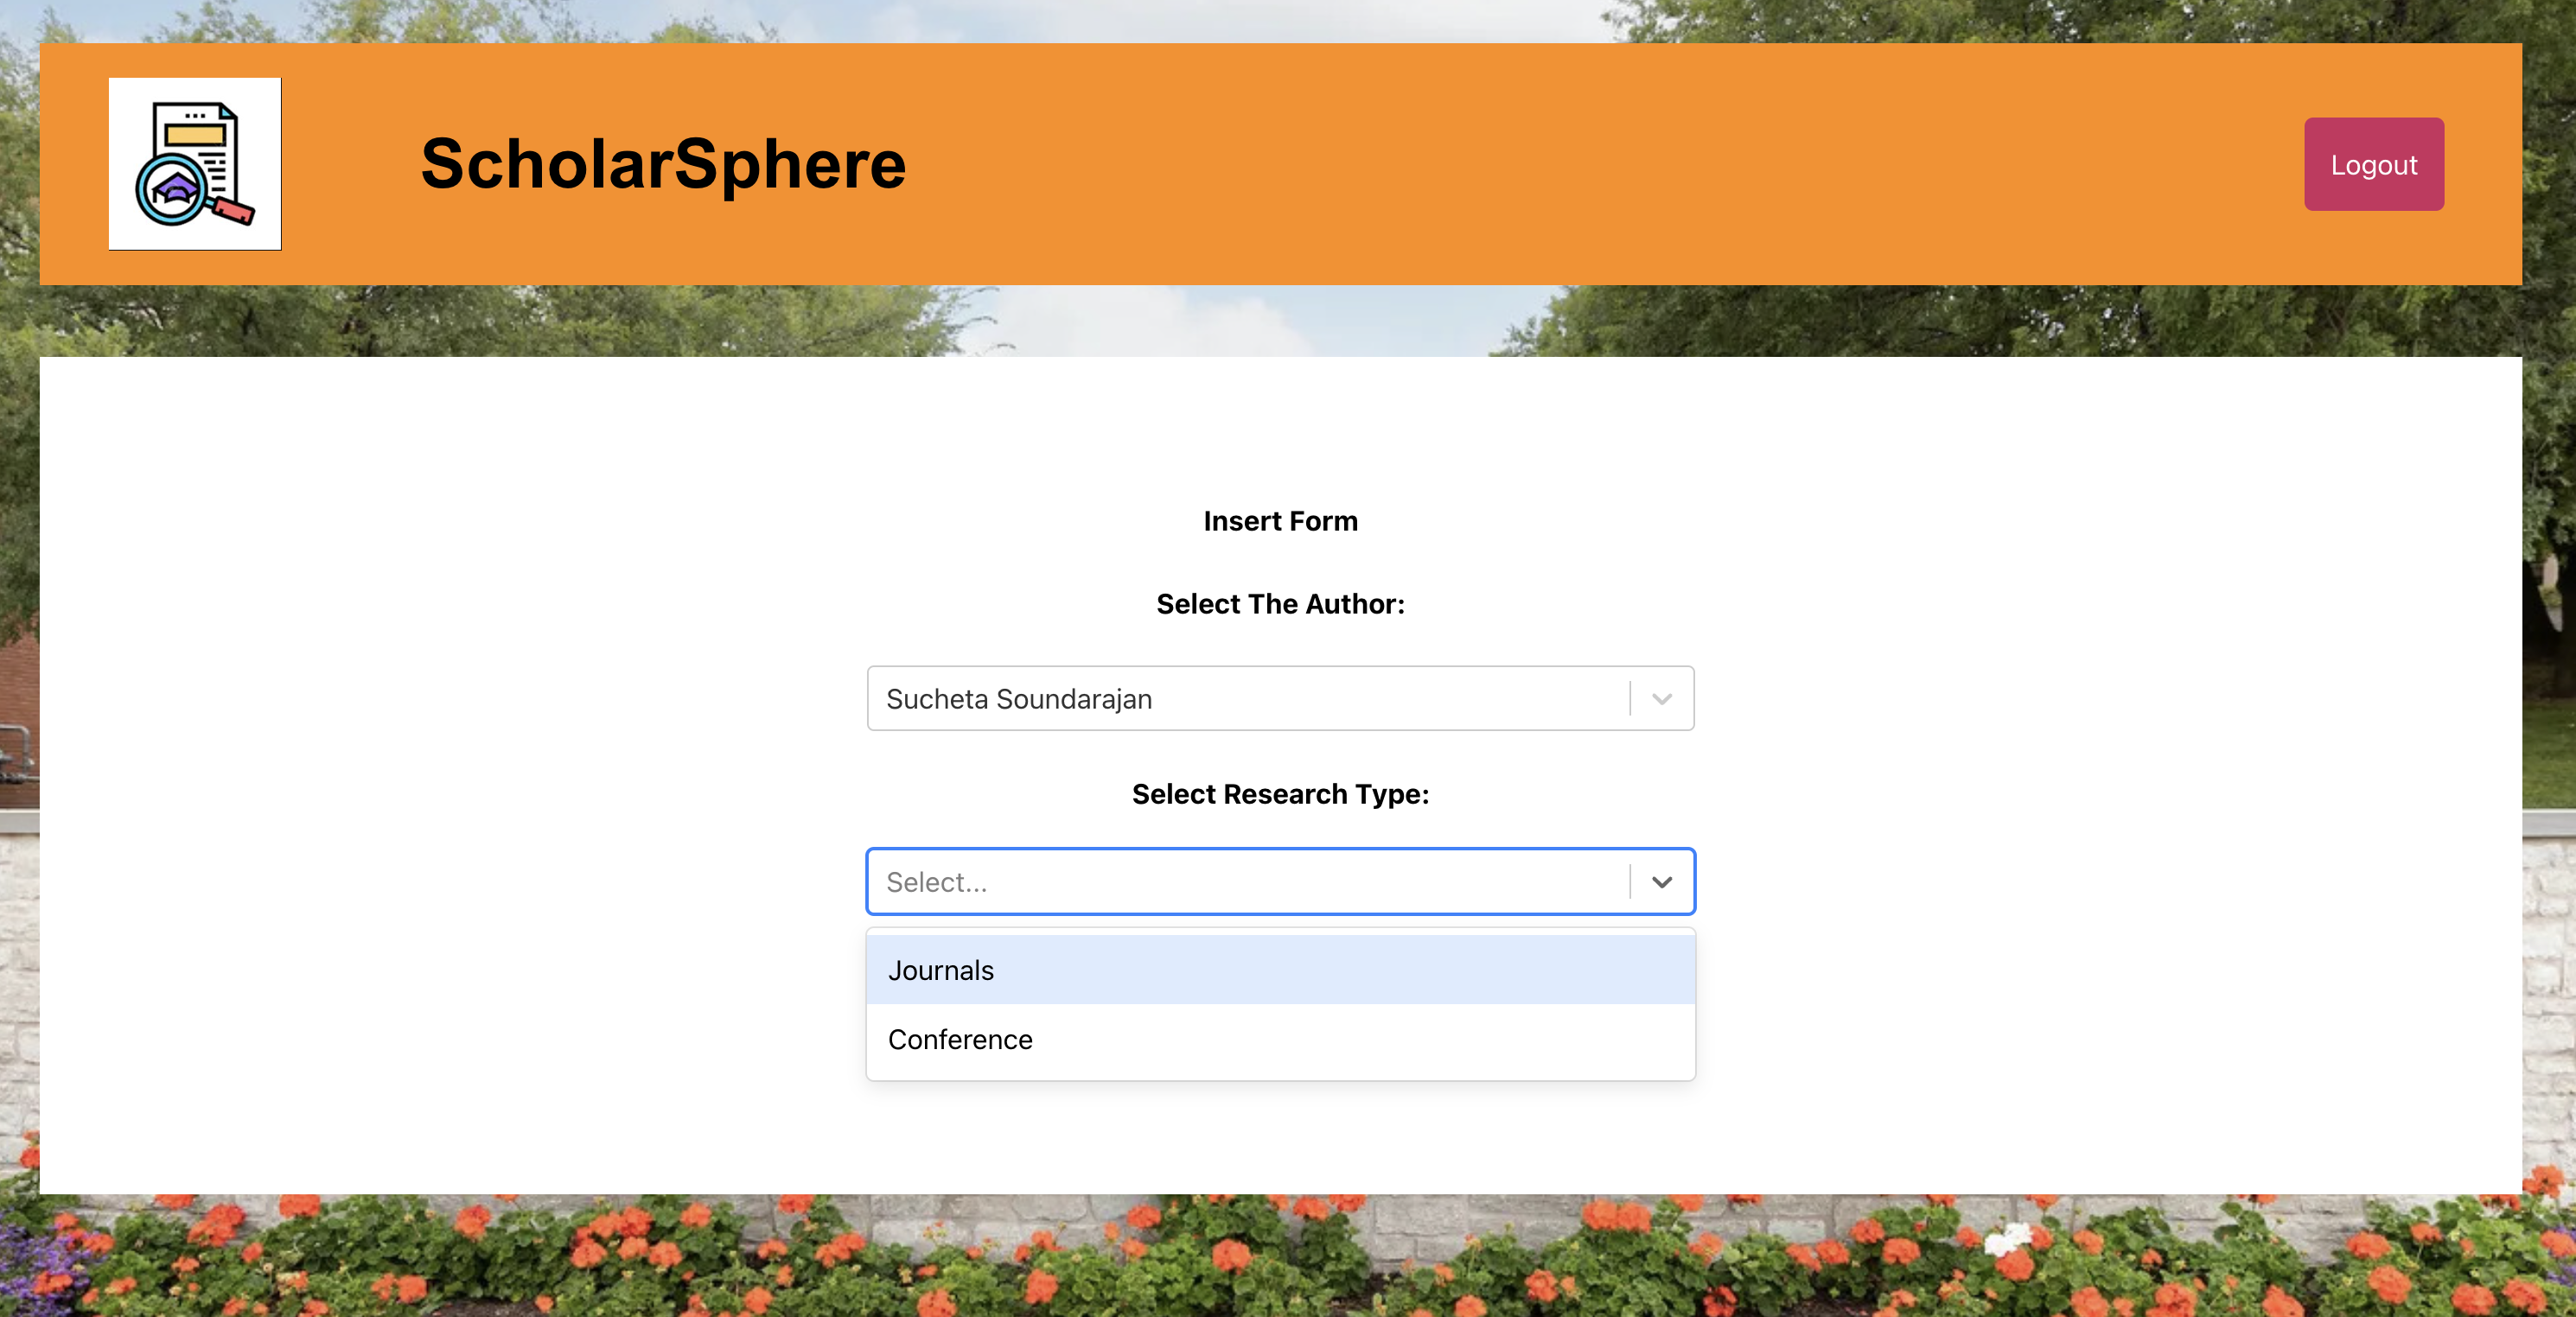 ScholarSphere
Logout
Insert Form
Select The Author:
Sucheta Soundarajan
Select Research Type:
Select...
Journals
Conference